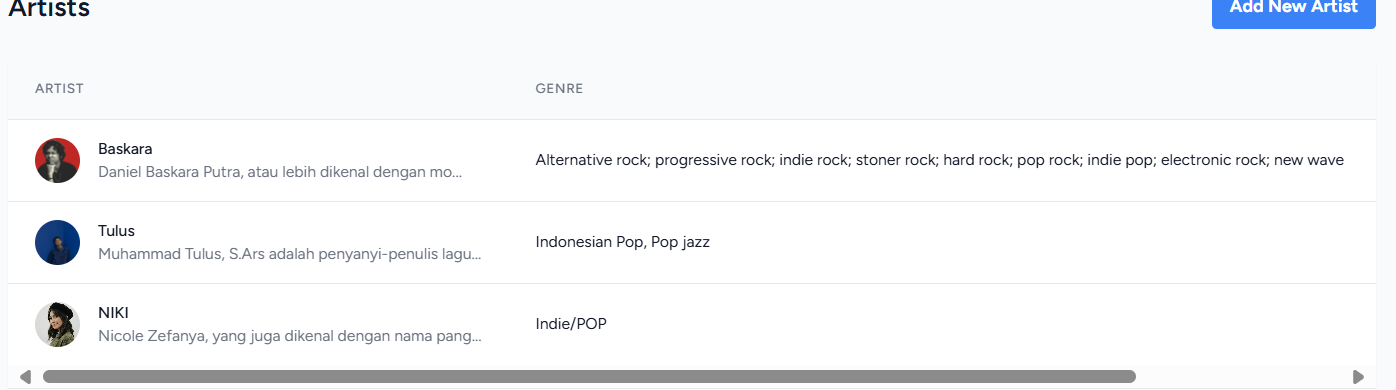 Artists
Add New Artist
ARTIST
GENRE
Baskara
Daniel Baskara Putra, atau lebih dikenal dengan mo...
Alternative rock; progressive rock; indie rock; stoner rock; hard rock; pop rock; indie pop; electronic rock; new wave
Tulus
Muhammad Tulus, S.Ars adalah penyanyi-penulis lagu...
Indonesian Pop, Pop jazz
NIKI
Nicole Zefanya, yang juga dikenal dengan nama pang...
Indie/POP